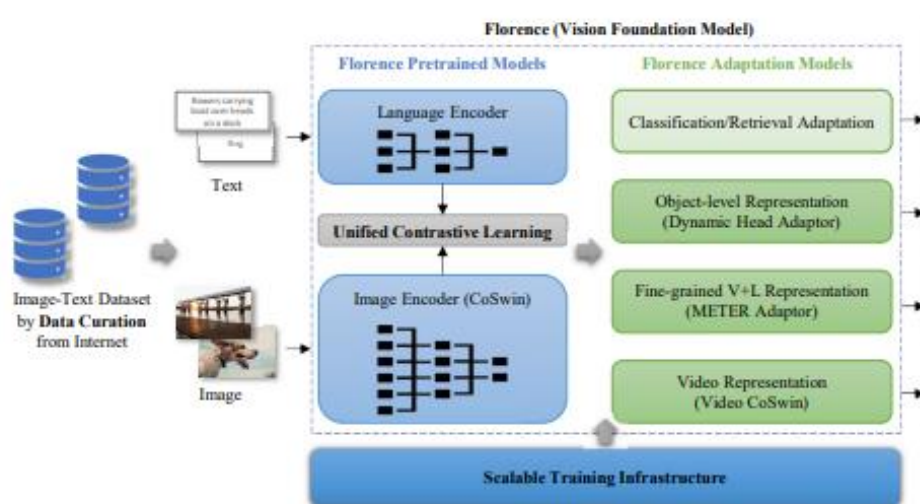 Florence (Vision Foundation Model)
Florence Pretrained Models
Florence Adaptation Models
Language Encoder
Text
Unified Contrastive Learning
Image-Text Dataset
by Data Curation
from Internet
Image Encoder (CoSwin)
Image
Classification/Retrieval Adaptation
Object-level Representation
(Dynamic Head Adaptor)
Fine-grained V+L Representation
(METER Adaptor)
Video Representation
(Video CoSwin)
Scalable Training Infrastructure